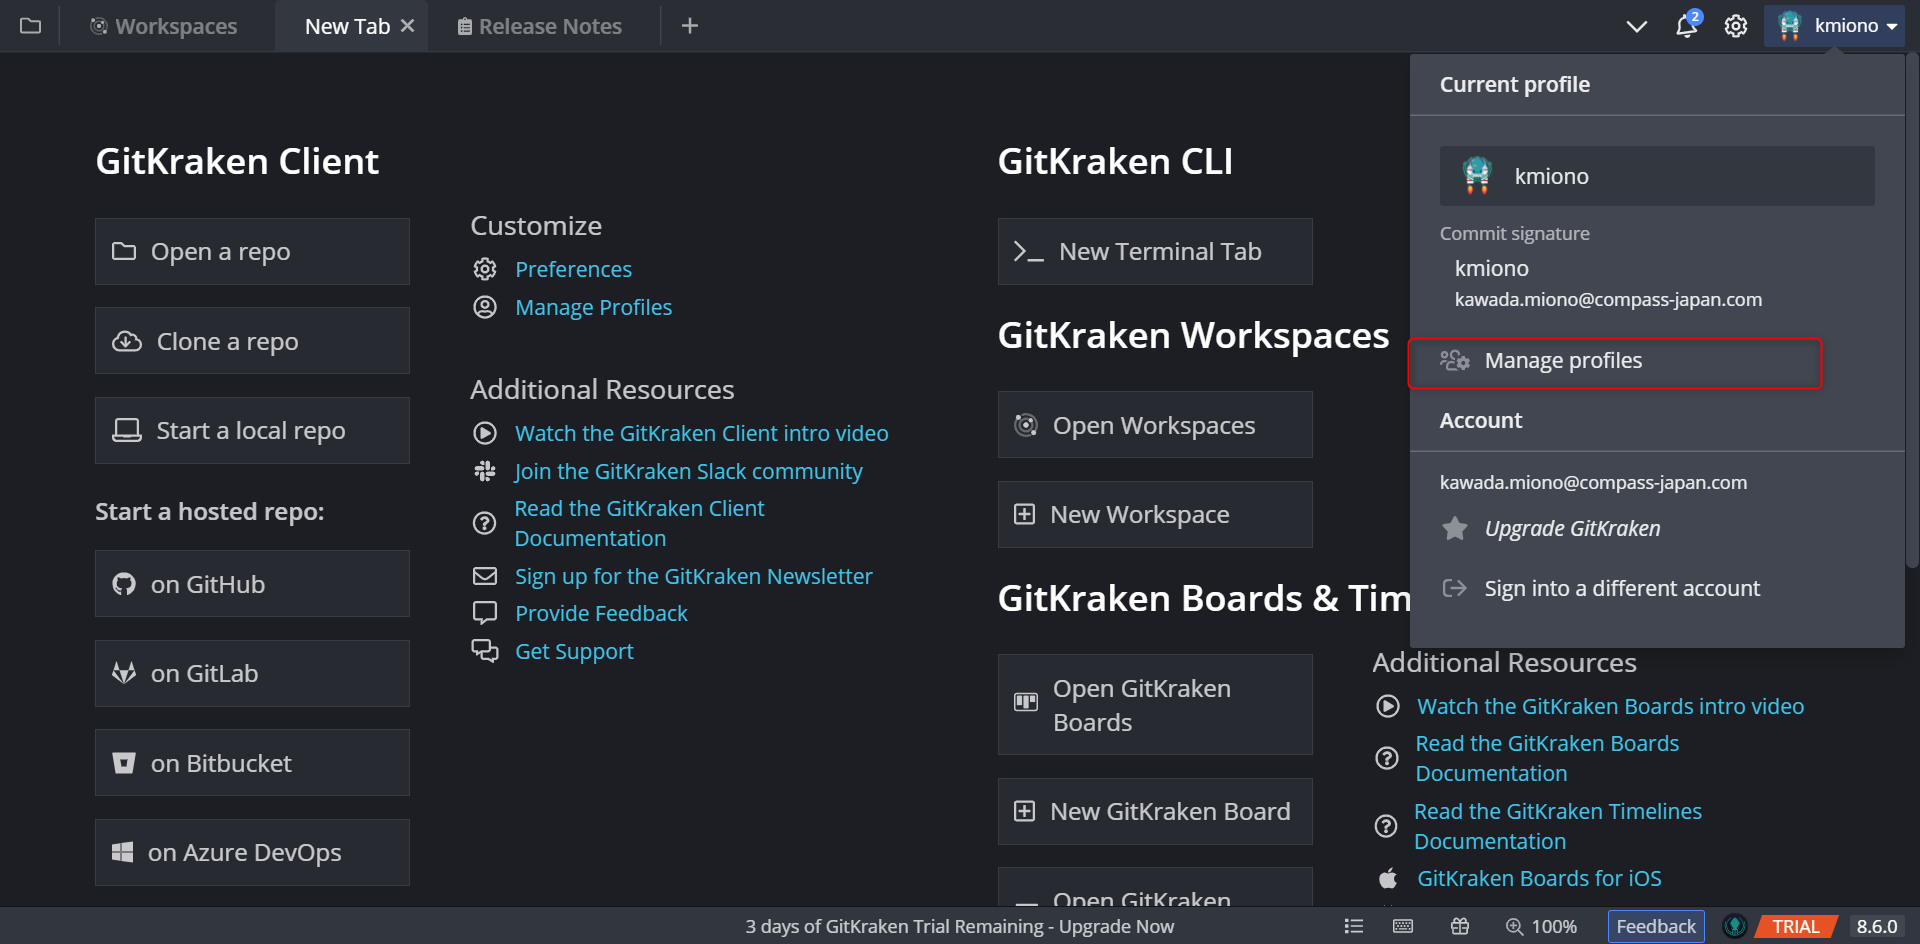 Workspaces
New Tab
Release Notes
2
kmiono
GitKraken Client
Open a repo
Clone a repo
Start a local repo
Start a hosted repo:
on GitHub
on GitLab
on Bitbucket
on Azure DevOps
Customize
Preferences
Manage Profiles
Additional Resources
Watch the GitKraken Client intro video
Join the GitKraken Slack community
Read the GitKraken Client
Documentation
Sign up for the GitKraken Newsletter
Provide Feedback
Get Support
GitKraken CLI
New Terminal Tab
GitKraken Workspaces
Open Workspaces
New Workspace
GitKraken Boards & Tim
Open GitKraken
Boards
New GitKraken Board
Open GitKraken
Additional Resources
Watch the GitKraken Boards intro video
Read the GitKraken Boards
Documentation
Read the GitKraken Timelines
Documentation
GitKraken Boards for iOS
Current profile
kmiono
Commit signature
kmiono
kawada.miono@compass-japan.com
Manage profiles
Account
kawada.miono@compass-japan.com
Upgrade GitKraken
Sign into a different account
3 days of GitKraken Trial Remaining - Upgrade Now
100%
Feedback
TRIAL
8.6.0